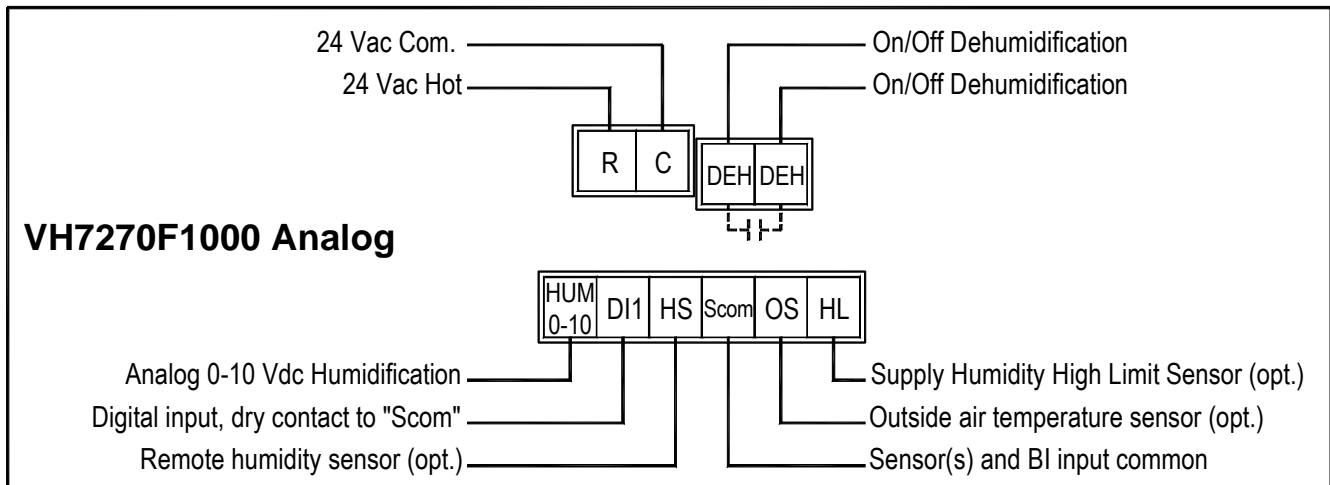 24 Vac Com.
On/Off Dehumidification
24 Vac Hot
On/Off Dehumidification
R C DEH DEH
VH7270F1000 Analog
HUM 0-10 DI1 HS Scom OS HL
Analog 0-10 Vdc Humidification
Supply Humidity High Limit Sensor (opt.)
Digital input, dry contact to "Scom"
Outside air temperature sensor (opt.)
Remote humidity sensor (opt.)
Sensor(s) and BI input common